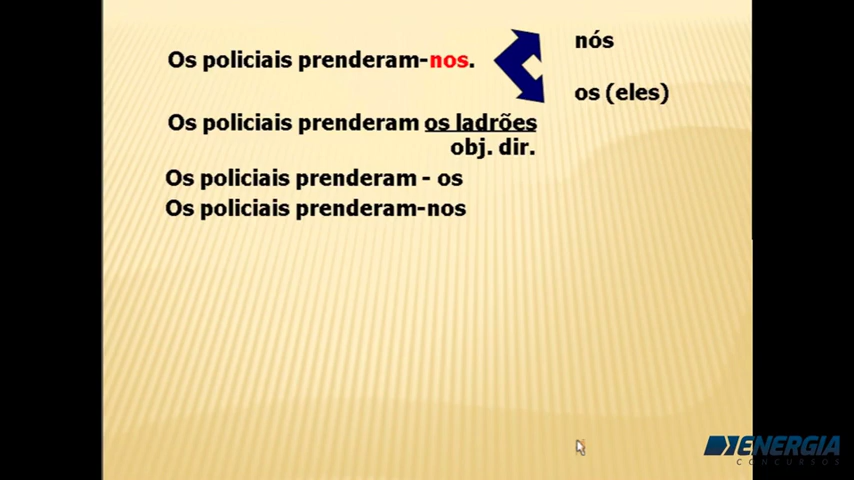 Os policiais prenderam-nos.
nós
os (eles)
Os policiais prenderam os ladrões
obj. dir.
Os policiais prenderam - os
Os policiais prenderam-nos
ENERGIA
CONCURSOS